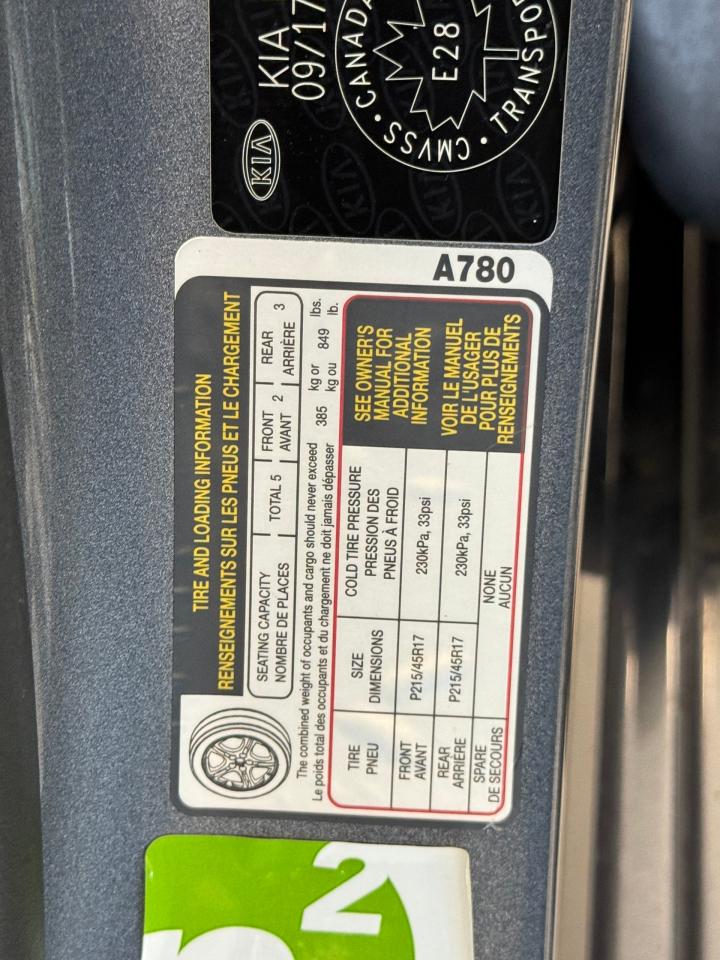 A780
TIRE AND LOADING INFORMATION
RENSEIGNEMENTS SUR LES PNEUS ET LE CHARGEMENT
SEATING CAPACITY TOTAL 5 FRONT 2 REAR 3
NOMBRE DE PLACES AVANT ARRIÈRE
The combined weight of occupants and cargo should never exceed 385 kg or 849 lbs.
Le poids total des occupants et du chargement ne doit jamais dépasser kg ou lb.
TIRE SIZE COLD TIRE PRESSURE
PNEU DIMENSIONS PRESSION DES
PNEUS À FROID
FRONT P215/45R17 230kPa, 33psi
AVANT
REAR P215/45R17 230kPa, 33psi
ARRIÈRE
SPARE NONE
DE SECOURS AUCUN
SEE OWNER'S
MANUAL FOR
ADDITIONAL
INFORMATION
VOIR LE MANUEL
DE L'USAGER
POUR PLUS DE
RENSEIGNEMENTS
KIA KIA
09/17
CANADA
E28
CMVSS • TRANSPO
2